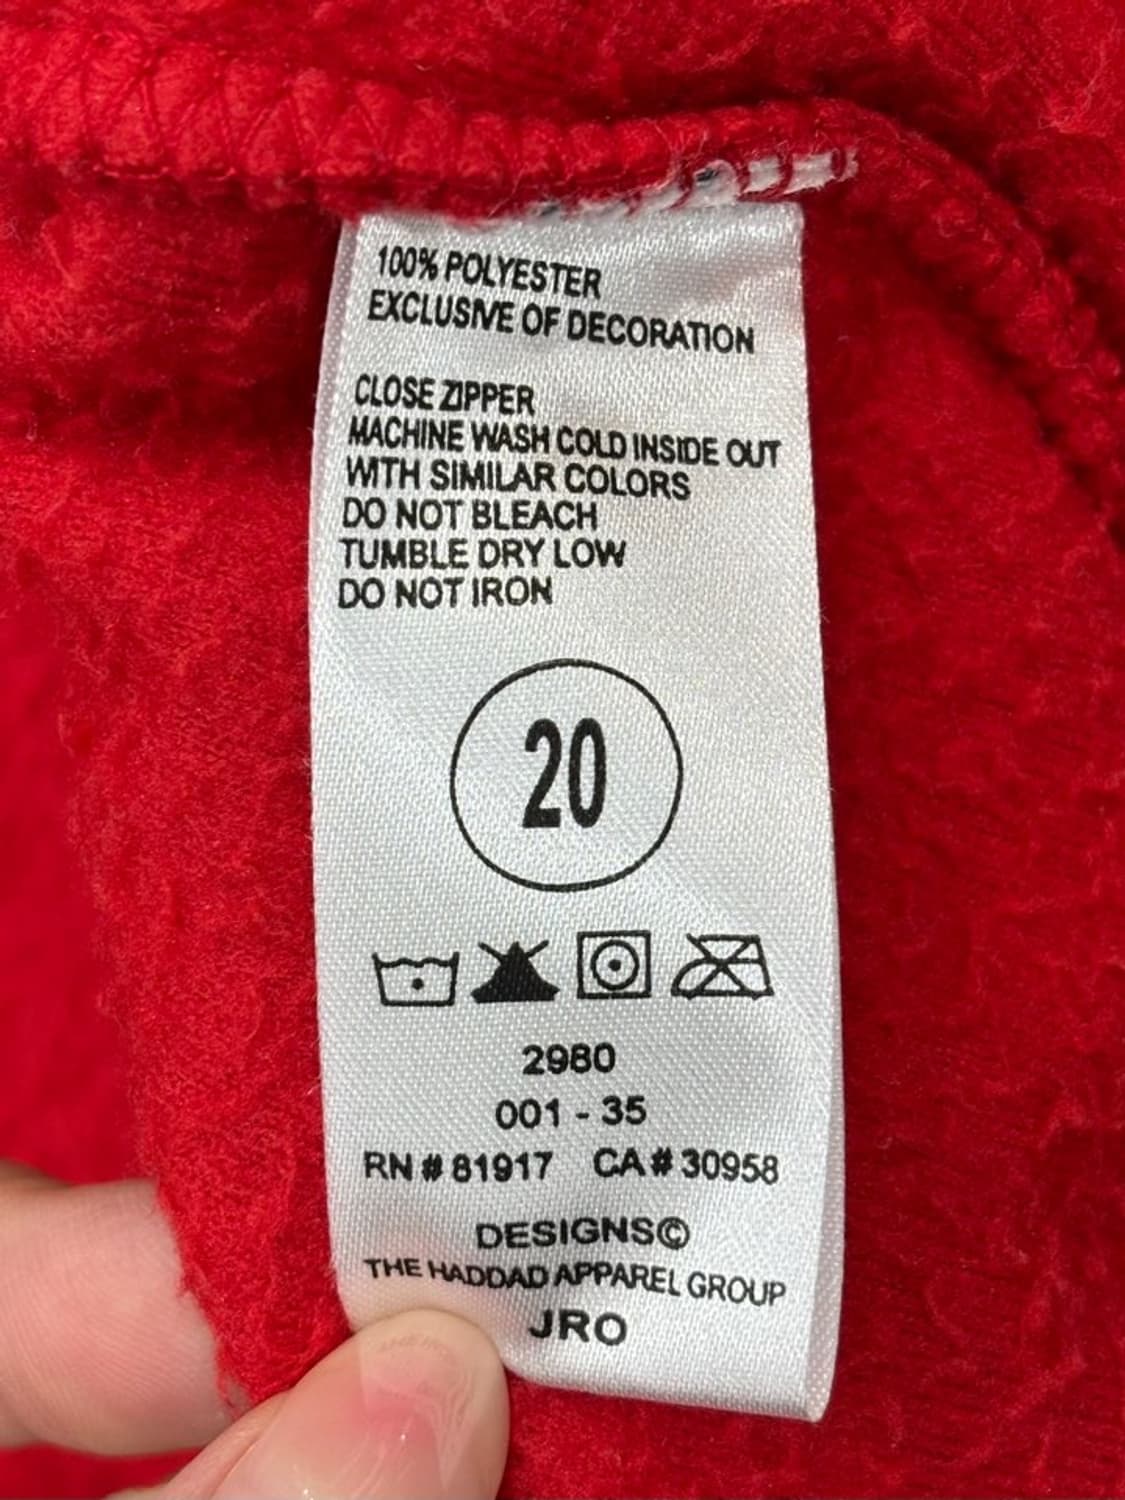 100% POLYESTER
EXCLUSIVE OF DECORATION
CLOSE ZIPPER
MACHINE WASH COLD INSIDE OUT
WITH SIMILAR COLORS
DO NOT BLEACH
TUMBLE DRY LOW
DO NOT IRON
20
2980
001 - 35
RN # 81917 CA # 30958
DESIGNS©
THE HADDAD APPAREL GROUP
JRO